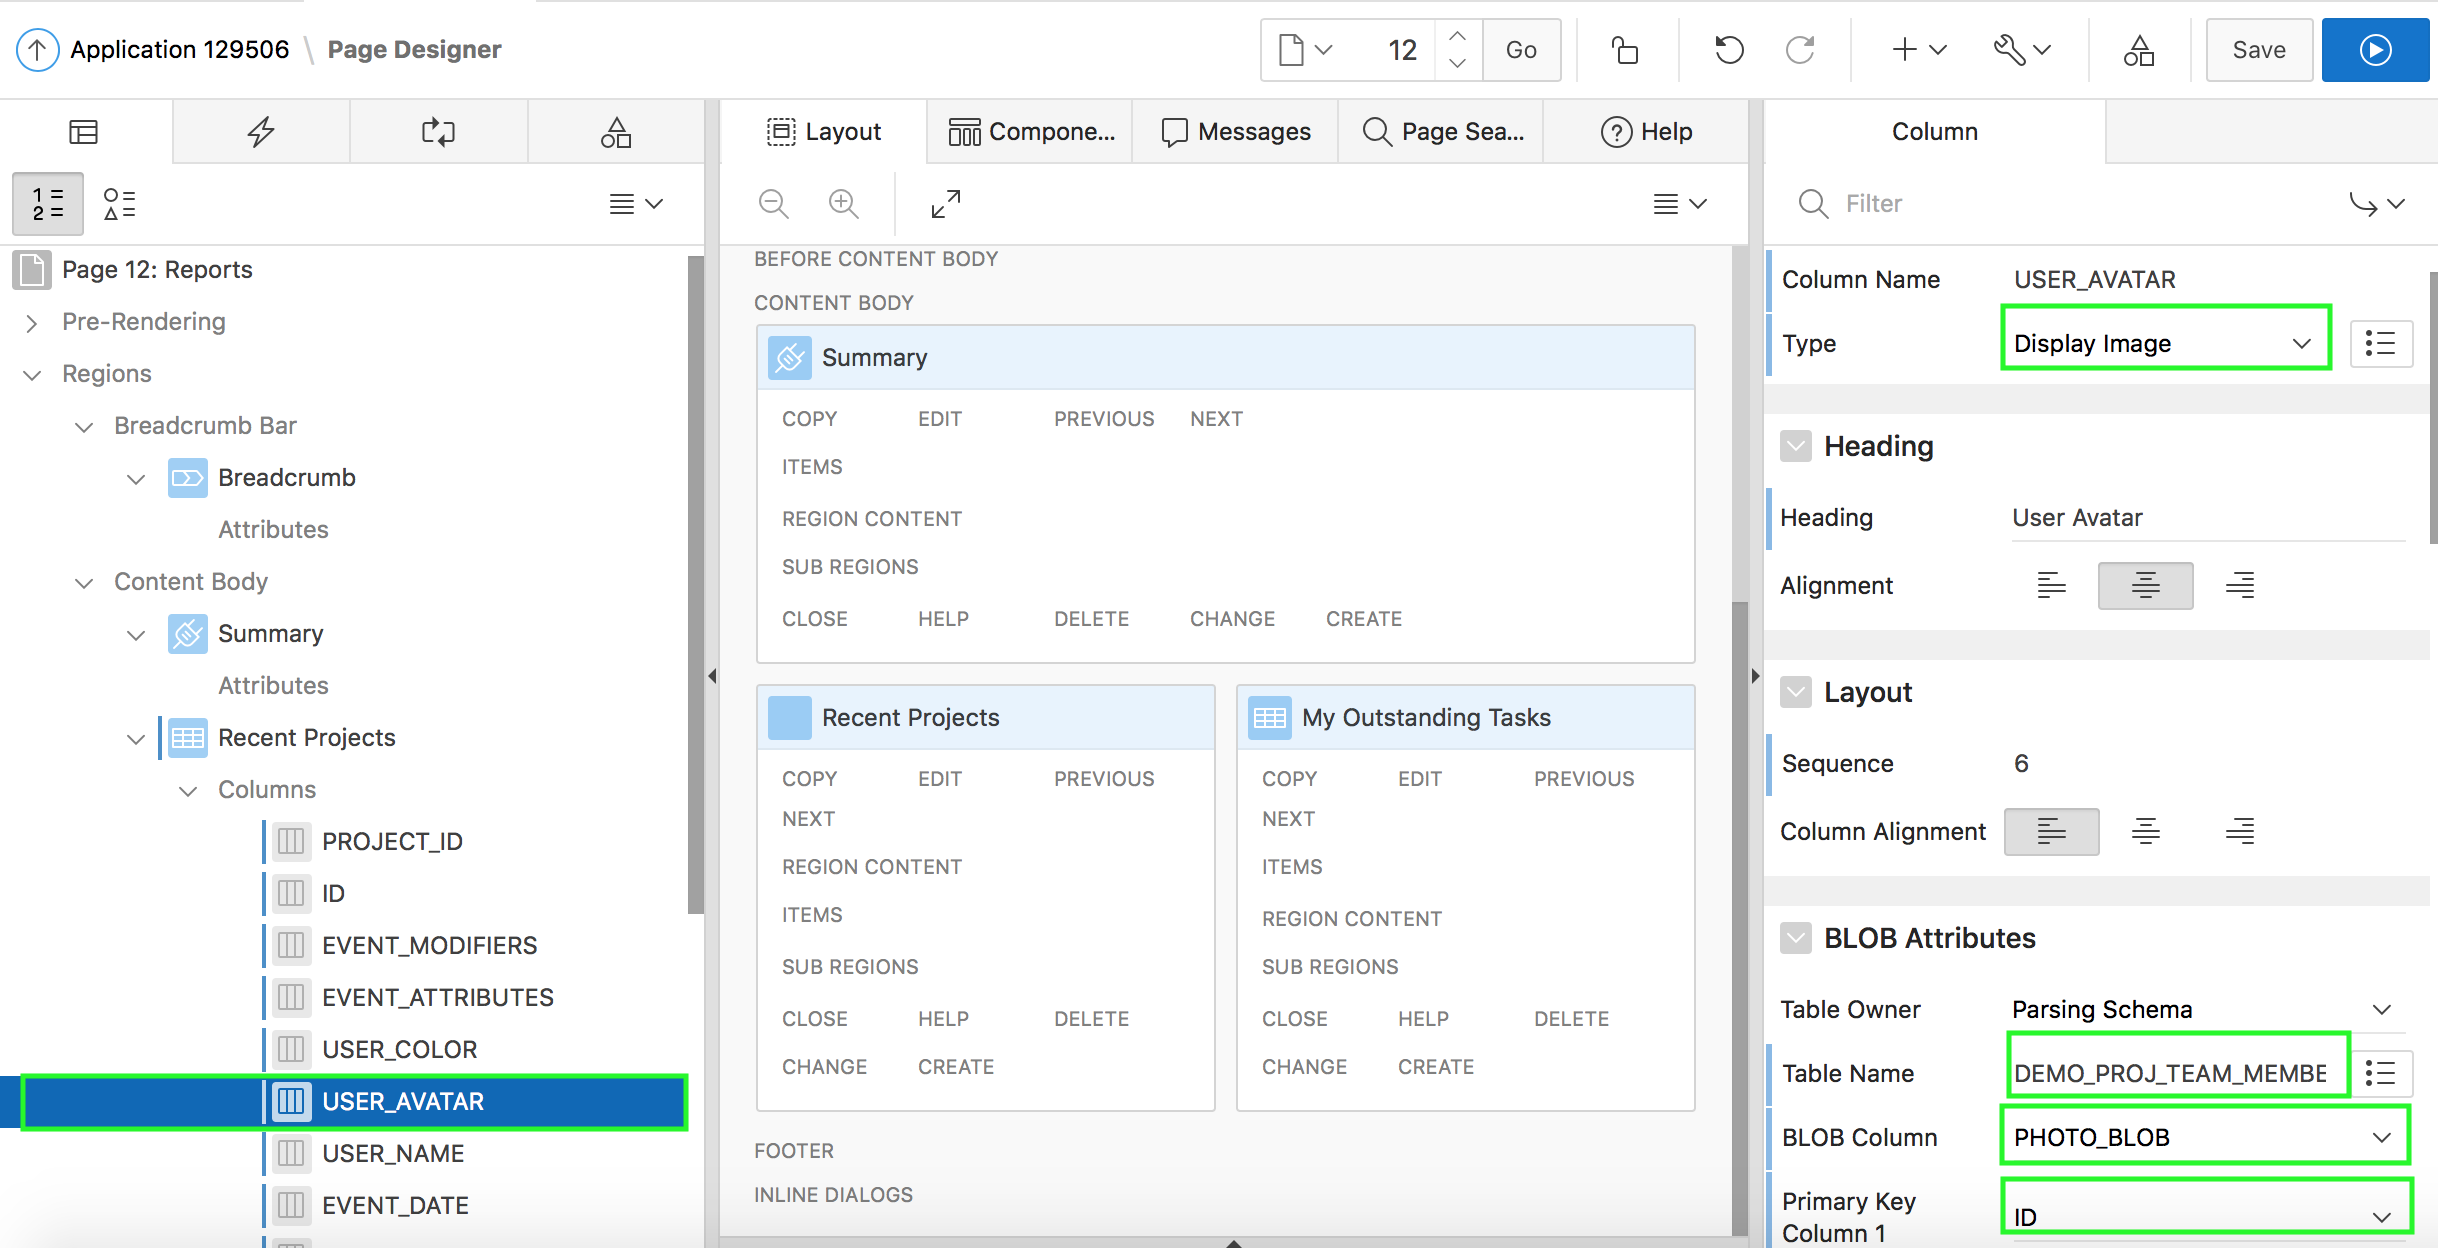 Application 129506 \ Page Designer
12
Go
Save
Layout
Compone...
Messages
Page Sea...
Help
Column
1
2
Filter
Page 12: Reports
Pre-Rendering
Regions
Breadcrumb Bar
Breadcrumb
Attributes
Content Body
Summary
Attributes
Recent Projects
Columns
PROJECT_ID
ID
EVENT_MODIFIERS
EVENT_ATTRIBUTES
USER_COLOR
USER_AVATAR
USER_NAME
EVENT_DATE
BEFORE CONTENT BODY
CONTENT BODY
Summary
COPY EDIT PREVIOUS NEXT
ITEMS
REGION CONTENT
SUB REGIONS
CLOSE HELP DELETE CHANGE CREATE
Recent Projects
COPY EDIT PREVIOUS
NEXT
REGION CONTENT
ITEMS
SUB REGIONS
CLOSE HELP DELETE
CHANGE CREATE
My Outstanding Tasks
COPY EDIT PREVIOUS
NEXT
ITEMS
REGION CONTENT
SUB REGIONS
CLOSE HELP DELETE
CHANGE CREATE
FOOTER
INLINE DIALOGS
Column Name USER_AVATAR
Type Display Image
Heading
Heading User Avatar
Alignment
Layout
Sequence 6
Column Alignment
BLOB Attributes
Table Owner Parsing Schema
Table Name DEMO_PROJ_TEAM_MEMBE
BLOB Column PHOTO_BLOB
Primary Key
Column 1 ID